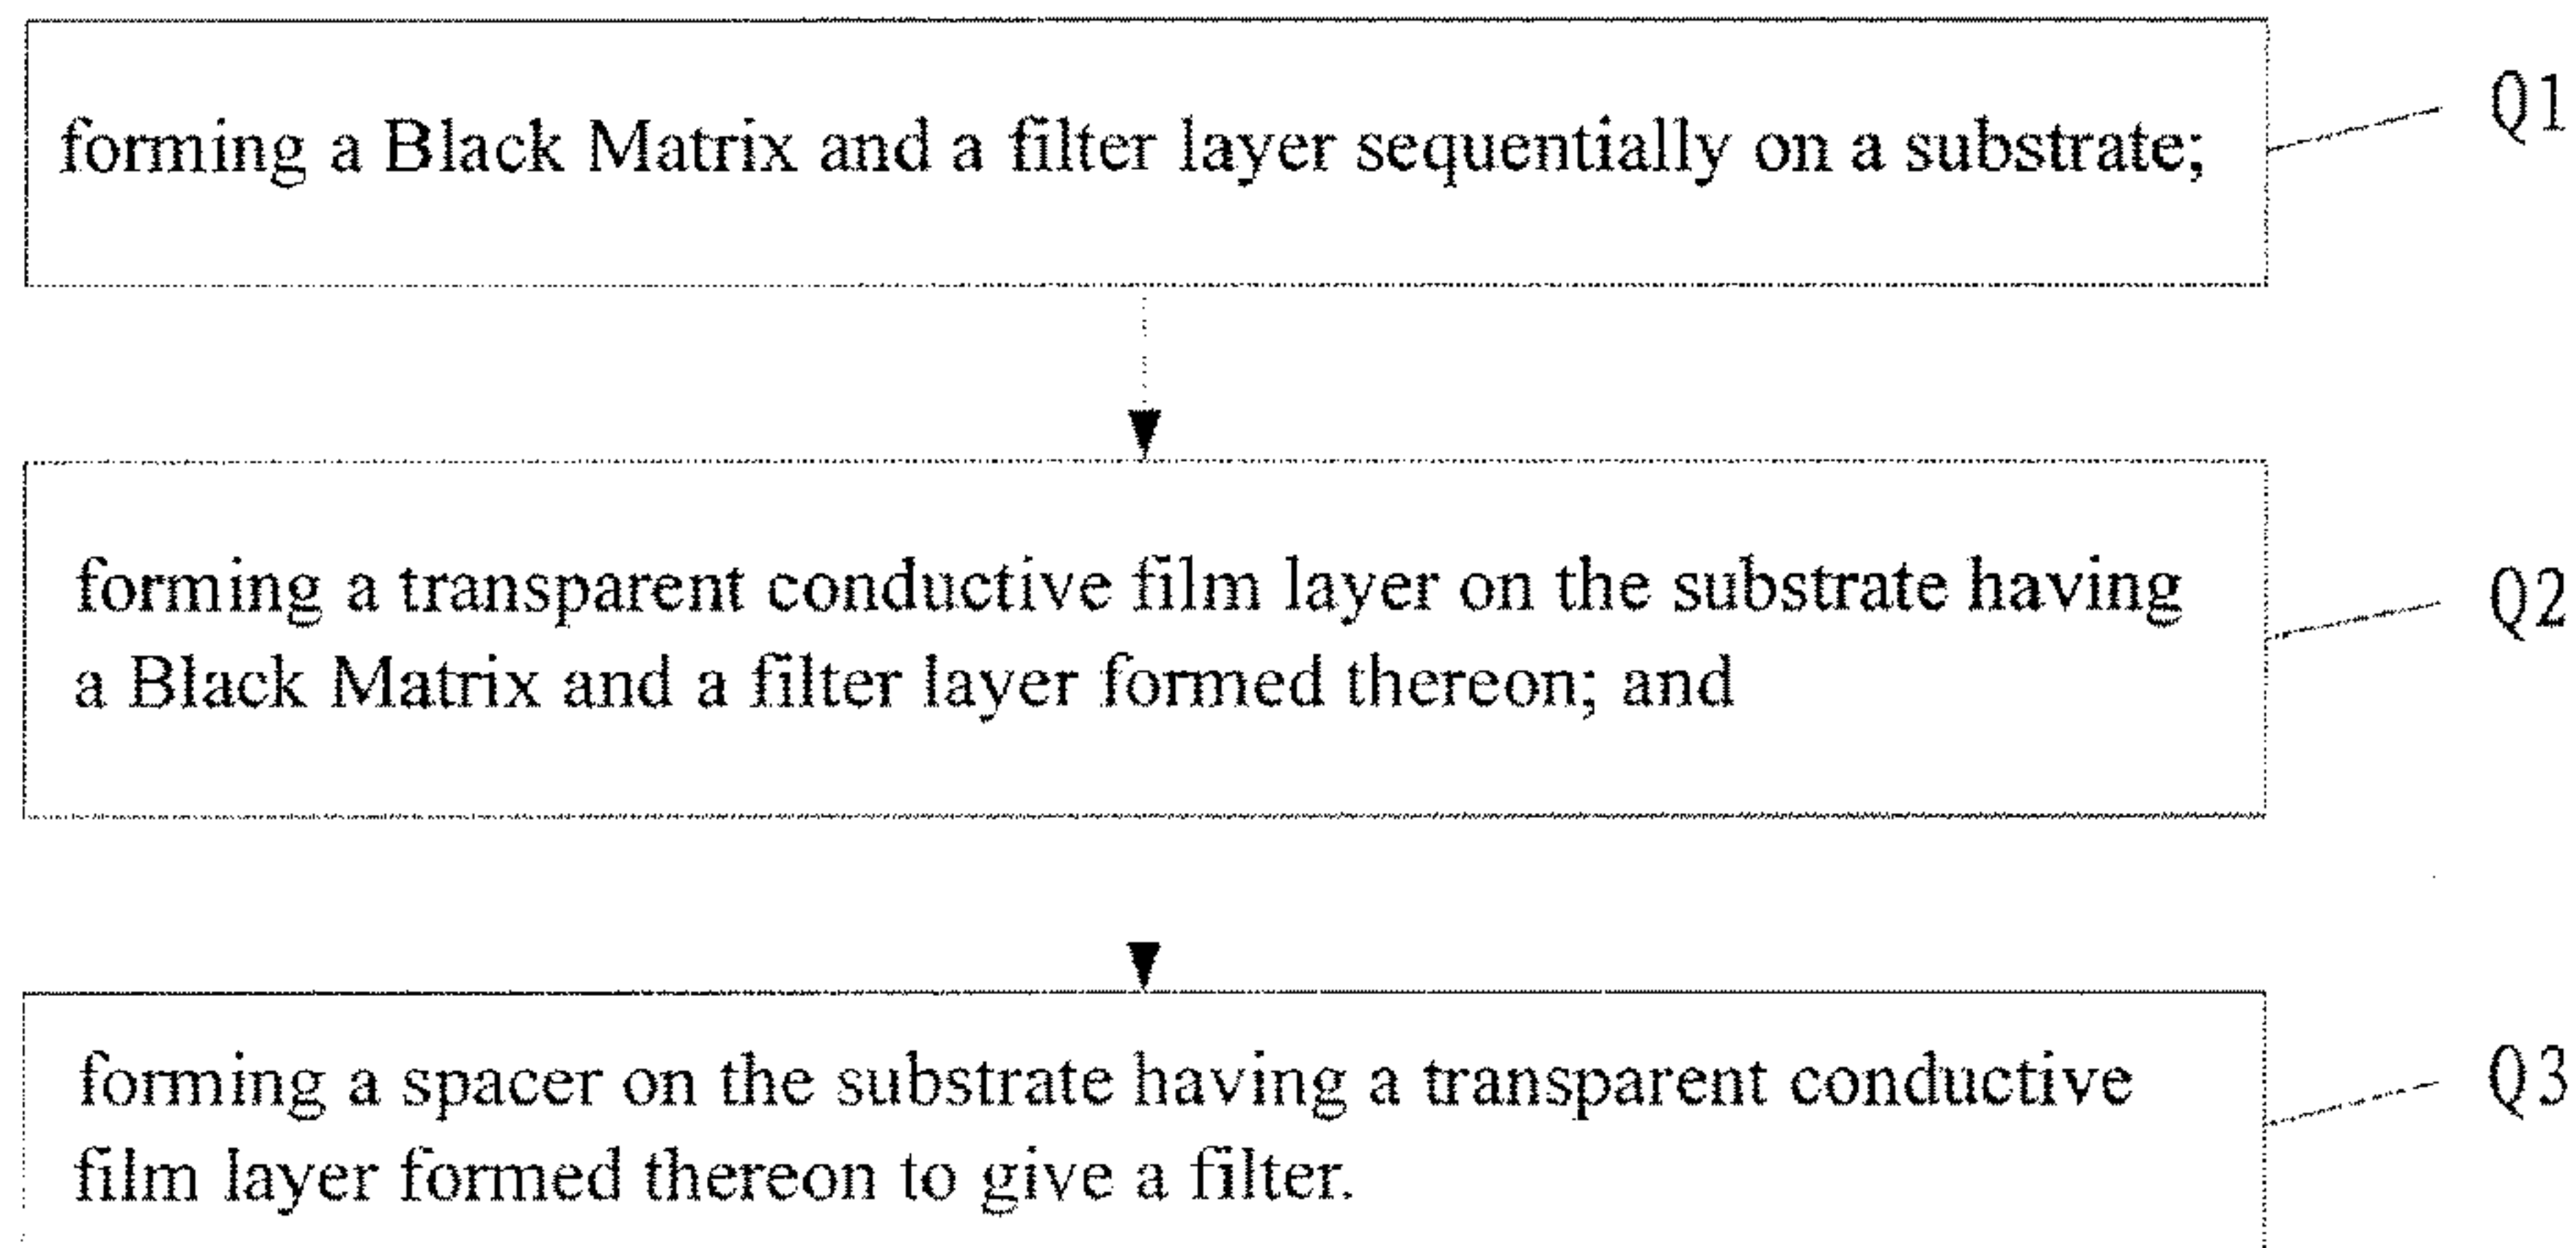 forming a Black Matrix and a filter layer sequentially on a substrate;
Q1
forming a transparent conductive film layer on the substrate having
a Black Matrix and a filter layer formed thereon; and
Q2
forming a spacer on the substrate having a transparent conductive
film layer formed thereon to give a filter.
Q3